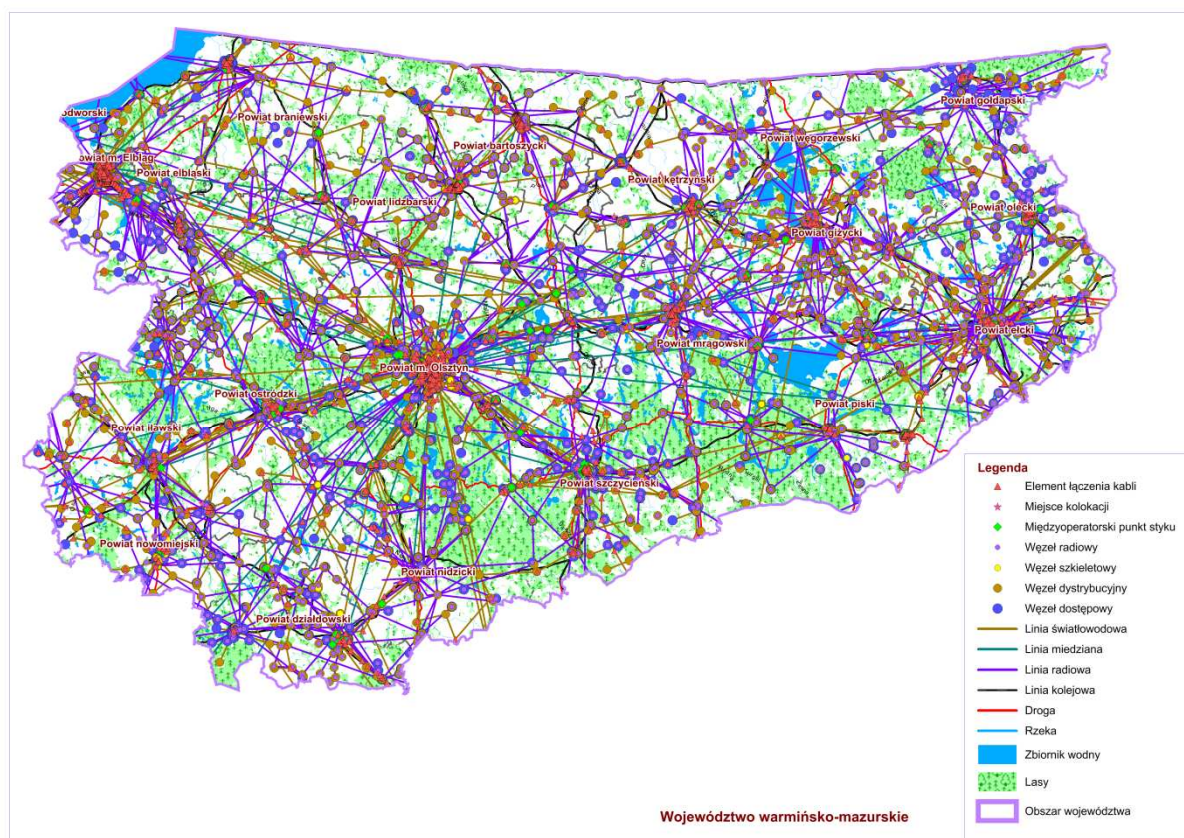 Powiat gołdapski
odworski
Powiat braniewski
Powiat węgorzewski
Powiat bartoszycki
owiat m. Elbląg
Powiat elbląski
Powiat kętrzyński
Powiat lidzbarski
Powiat olecki
Powiat giżycki
Powiat ełcki
Powiat mrągowski
Powiat m. Olsztyn
Powiat ostródzki
Powiat piski
Powiat iławski
Powiat szczycieński
Powiat nowomiejski
Powiat nidzicki
Powiat działdowski
Legenda
Element łączenia kabli
Miejsce kolokacji
Międzyoperatorski punkt styku
Węzeł radiowy
Węzeł szkieletowy
Węzeł dystrybucyjny
Węzeł dostępowy
Linia światłowodowa
Linia miedziana
Linia radiowa
Linia kolejowa
Droga
Rzeka
Zbiornik wodny
Lasy
Obszar województwa
Województwo warmińsko-mazurskie